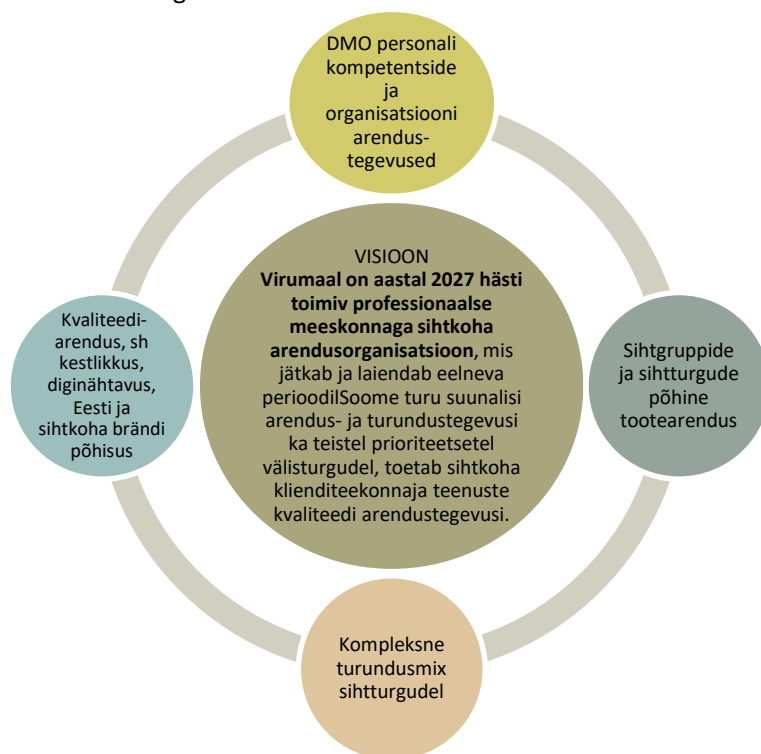 DMO personali
kompetentside
ja
organisatsiooni
arendus-
tegevused
VISIOON
Virumaal on aastal 2027 hästi
toimiv professionaalse
meeskonnaga sihtkoha
arendusorganisatsioon, mis
jätkab ja laiendab eelneva
perioodilSoome turu suunalisi
arendus- ja turundustegevusi
ka teistel prioriteetsetel
välisturgudel, toetab sihtkoha
klienditeekonnaja teenuste
kvaliteedi arendustegevusi.
Kvaliteedi-
arendus, sh
kestlikkus,
diginähtavus,
Eesti ja
sihtkoha brändi
põhisus
Sihtgruppide
ja sihtturgude
põhine
tootearendus
Kompleksne
turundusmix
sihtturgudel